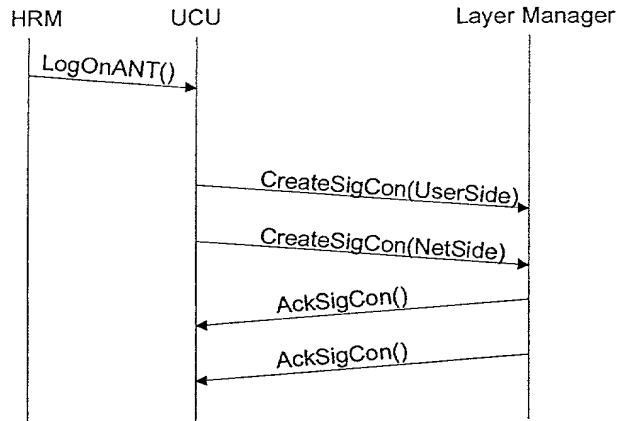 HRM UCU Layer Manager
LogOnANT()
CreateSigCon(UserSide)
CreateSigCon(NetSide)
AckSigCon()
AckSigCon()